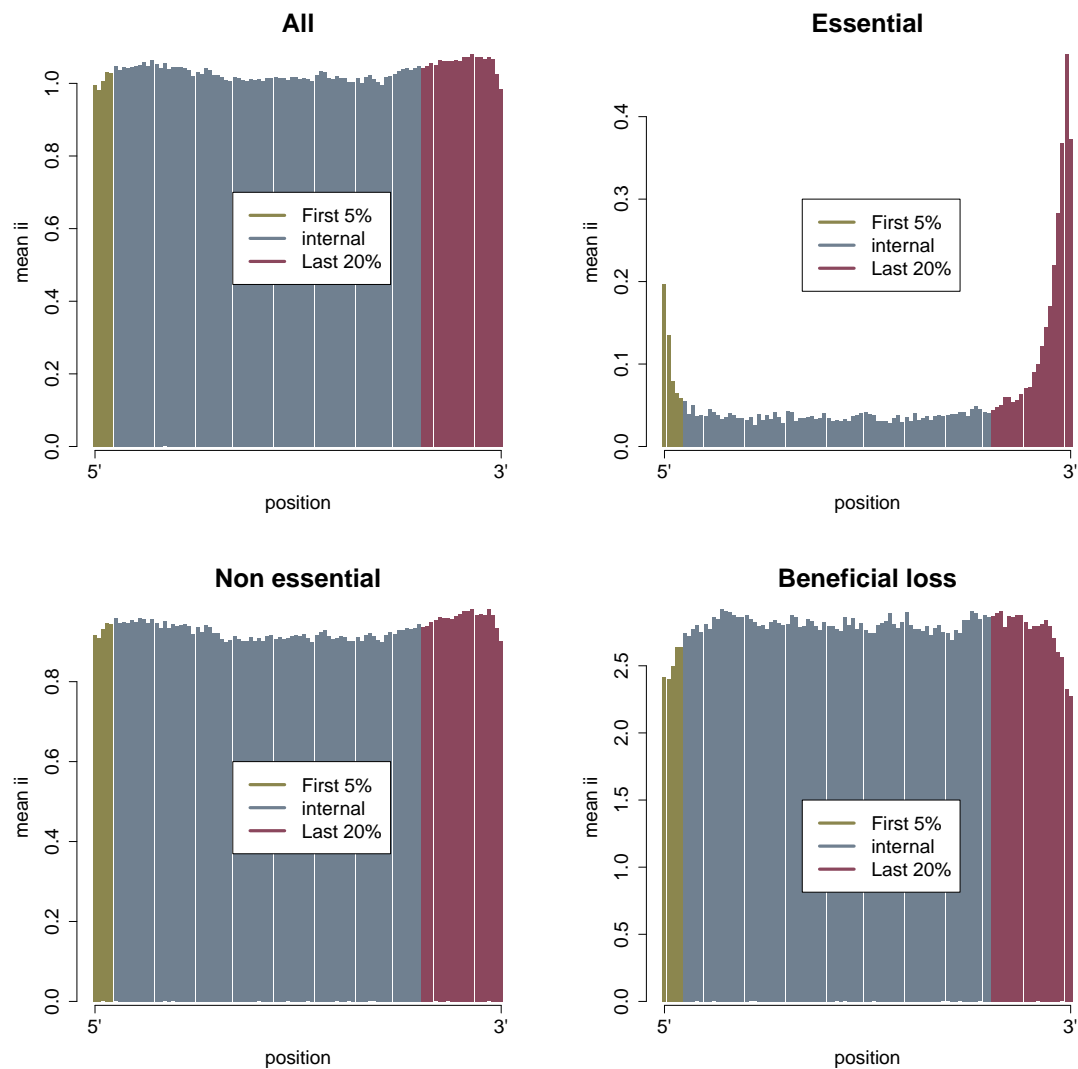 All
mean ii
0.0
0.2
0.4
0.6
0.8
1.0
First 5%
internal
Last 20%
5'
3'
position
Essential
mean ii
0.0
0.1
0.2
0.3
0.4
First 5%
internal
Last 20%
5'
3'
position
Non essential
mean ii
0.0
0.2
0.4
0.6
0.8
First 5%
internal
Last 20%
5'
3'
position
Beneficial loss
mean ii
0.0
0.5
1.0
1.5
2.0
2.5
First 5%
internal
Last 20%
5'
3'
position